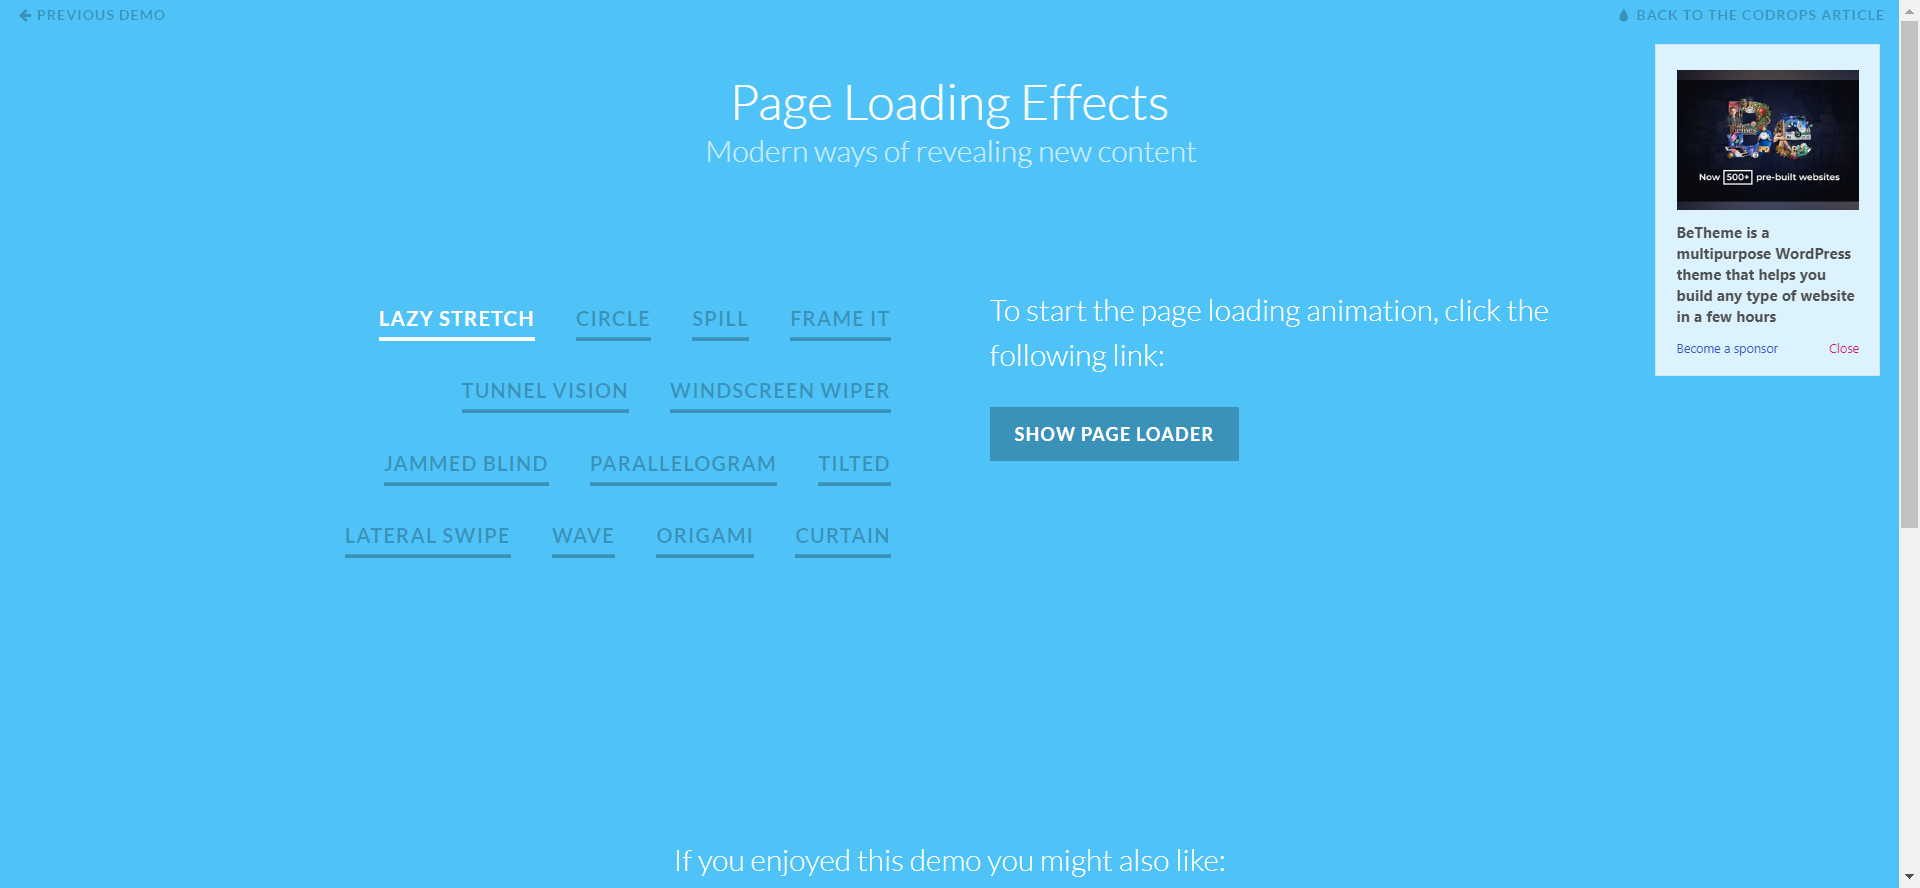 PREVIOUS DEMO
BACK TO THE CODROPS ARTICLE
Page Loading Effects
Modern ways of revealing new content
LAZY STRETCH CIRCLE SPILL FRAME IT
TUNNEL VISION WINDSCREEN WIPER
JAMMED BLIND PARALLELOGRAM TILTED
LATERAL SWIPE WAVE ORIGAMI CURTAIN
To start the page loading animation, click the
following link:
SHOW PAGE LOADER
Be
Now 500+ pre-built websites
BeTheme is a
multipurpose WordPress
theme that helps you
build any type of website
in a few hours
Become a sponsor Close
If you enjoyed this demo you might also like: